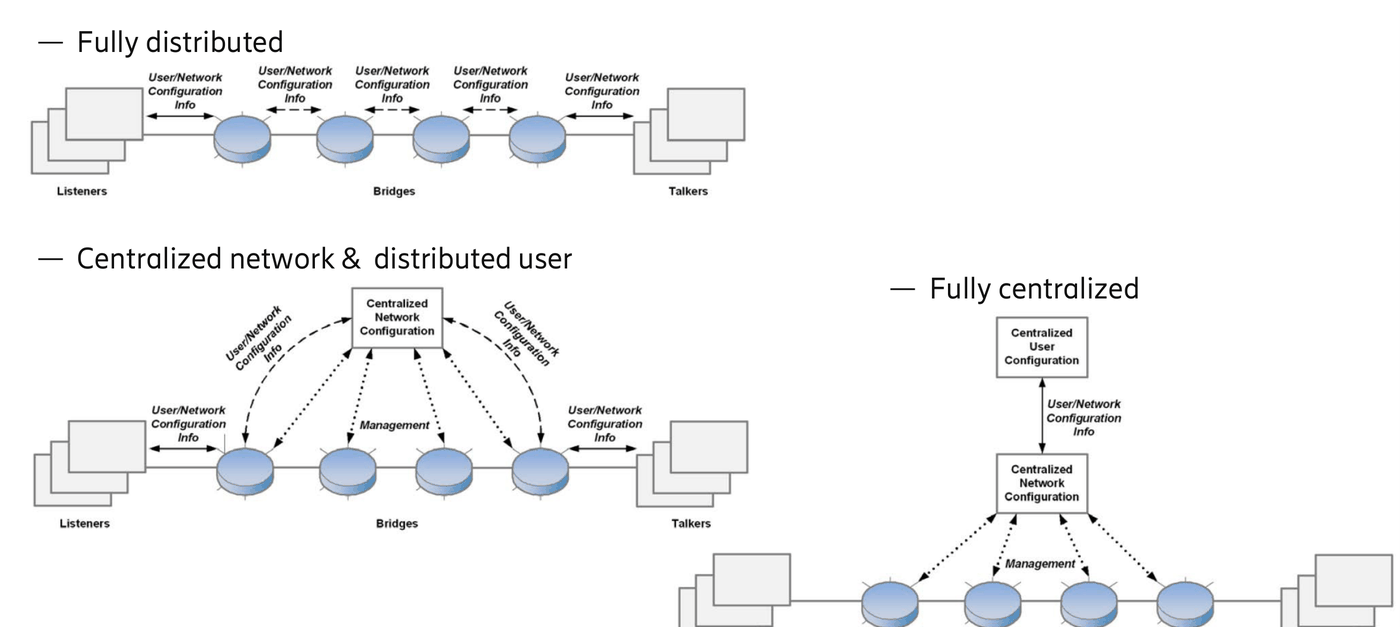 — Fully distributed
User/Network
Configuration
Info
User/Network
Configuration
Info
User/Network
Configuration
Info
User/Network
Configuration
Info
User/Network
Configuration
Info
Listeners
Bridges
Talkers
— Centralized network &  distributed user
Centralized
Network
Configuration
User/Network
Configuration
Info
User/Network
Configuration
Info
User/Network
Configuration
Info
Management
User/Network
Configuration
Info
Listeners
Bridges
Talkers
— Fully centralized
Centralized
User
Configuration
User/Network
Configuration
Info
Centralized
Network
Configuration
Management